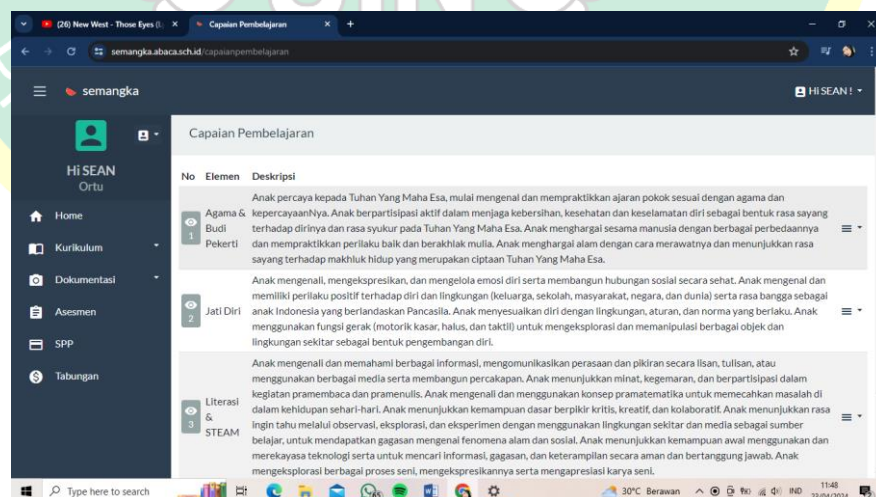 (26) New West - Those Eyes (L
Capaian Pembelajaran
semangka.abaca.sch.id/capaianpembelajaran
semangka
Hi SEAN !
Hi SEAN
Ortu
Home
Kurikulum
Dokumentasi
Asesmen
SPP
Tabungan
Capaian Pembelajaran
No Elemen Deskripsi
1
Agama &
Budi
Pekerti
Anak percaya kepada Tuhan Yang Maha Esa, mulai mengenal dan mempraktikkan ajaran pokok sesuai dengan agama dan
kepercayaanNya. Anak berpartisipasi aktif dalam menjaga kebersihan, kesehatan dan keselamatan diri sebagai bentuk rasa sayang
terhadap dirinya dan rasa syukur pada Tuhan Yang Maha Esa. Anak menghargai sesama manusia dengan berbagai perbedaannya
dan mempraktikkan perilaku baik dan berakhlak mulia. Anak menghargai alam dengan cara merawatnya dan menunjukkan rasa
sayang terhadap makhluk hidup yang merupakan ciptaan Tuhan Yang Maha Esa.
2
Jati Diri
Anak mengenali, mengekspresikan, dan mengelola emosi diri serta membangun hubungan sosial secara sehat. Anak mengenal dan
memiliki perilaku positif terhadap diri dan lingkungan (keluarga, sekolah, masyarakat, negara, dan dunia) serta rasa bangga sebagai
anak Indonesia yang berlandaskan Pancasila. Anak menyesuaikan diri dengan lingkungan, aturan, dan norma yang berlaku. Anak
menggunakan fungsi gerak (motorik kasar, halus, dan taktil) untuk mengeksplorasi dan memanipulasi berbagai objek dan
lingkungan sekitar sebagai bentuk pengembangan diri.
3
Literasi
&
STEAM
Anak mengenali dan memahami berbagai informasi, mengomunikasikan perasaan dan pikiran secara lisan, tulisan, atau
menggunakan berbagai media serta membangun percakapan. Anak menunjukkan minat, kegemaran, dan berpartisipasi dalam
kegiatan pramembaca dan pramenulis. Anak mengenali dan menggunakan konsep pramatematika untuk memecahkan masalah di
dalam kehidupan sehari-hari. Anak menunjukkan kemampuan dasar berpikir kritis, kreatif, dan kolaboratif. Anak menunjukkan rasa
ingin tahu melalui observasi, eksplorasi, dan eksperimen dengan menggunakan lingkungan sekitar dan media sebagai sumber
belajar, untuk mendapatkan gagasan mengenai fenomena alam dan sosial. Anak menunjukkan kemampuan awal menggunakan dan
merekayasa teknologi serta untuk mencari informasi, gagasan, dan keterampilan secara aman dan bertanggung jawab. Anak
mengeksplorasi berbagai proses seni, mengekspresikannya serta mengapresiasi karya seni.
Type here to search
30°C Berawan
IND
11:48
23/04/2024